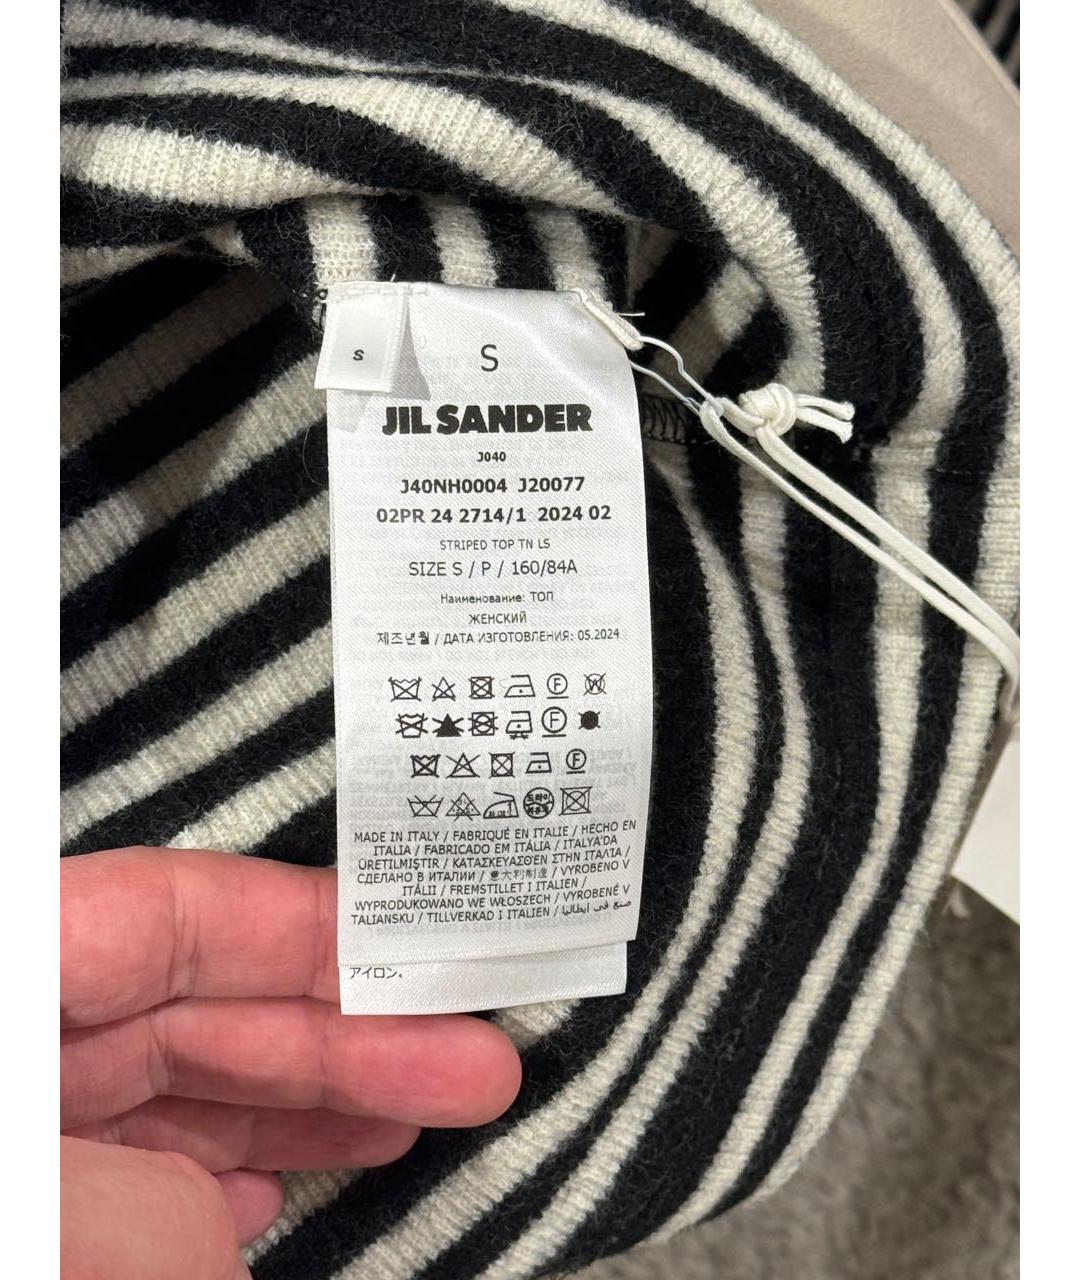 S
S
JIL SANDER
J040
J40NH0004 J20077
02PR 24 2714/1 2024 02
STRIPED TOP TN LS
SIZE S / P / 160/84A
Наименование: ТОП
ЖЕНСКИЙ
제조년월 / ДАТА ИЗГОТОВЛЕНИЯ: 05.2024
F W
F
F
드라이
MADE IN ITALY / FABRIQUÉ EN ITALIE / HECHO EN
ITALIA / FABRICADO EM ITÁLIA / ITALYA'DA
ÜRETILMIŞTIR / ΚΑΤΑΣΚΕΥΑΣΘΕΝ ΣΤΗΝ ΙΤΑΛΙΑ /
СДЕЛАНО В ИТАЛИИ / 意大利制造 / VYROBENO V
ITÁLII / FREMSTILLET I ITALIEN /
WYPRODUKOWANO WE WŁOSZECH / VYROBENÉ V
TALIANSKU / TILLVERKAD I ITALIEN / صنع في إيطاليا
アイロン。